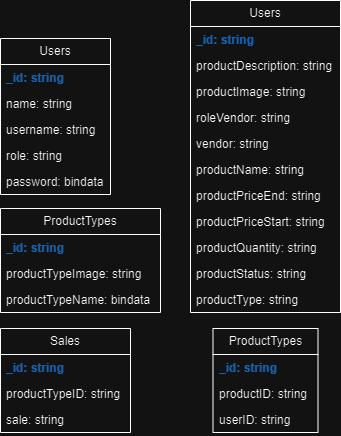 Users
_id: string
name: string
username: string
role: string
password: bindata
ProductTypes
_id: string
productTypeImage: string
productTypeName: bindata
Sales
_id: string
productTypeID: string
sale: string
Users
_id: string
productDescription: string
productImage: string
roleVendor: string
vendor: string
productName: string
productPriceEnd: string
productPriceStart: string
productQuantity: string
productStatus: string
productType: string
ProductTypes
_id: string
productID: string
userID: string